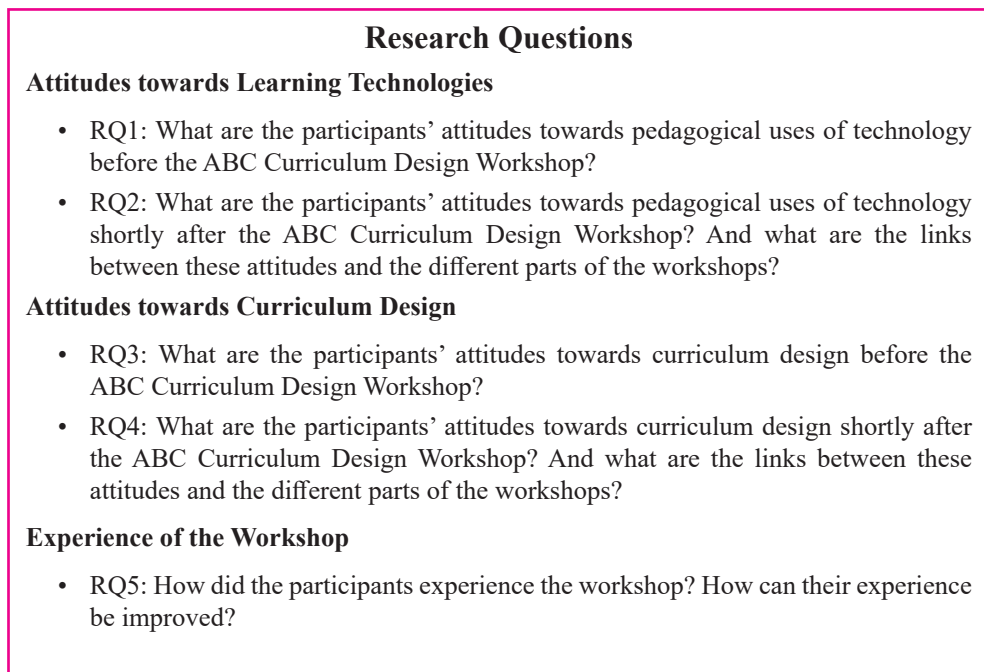 Research Questions
Attitudes towards Learning Technologies
• RQ1: What are the participants’ attitudes towards pedagogical uses of technology
before the ABC Curriculum Design Workshop?
• RQ2: What are the participants’ attitudes towards pedagogical uses of technology
shortly after the ABC Curriculum Design Workshop? And what are the links
between these attitudes and the different parts of the workshops?
Attitudes towards Curriculum Design
• RQ3: What are the participants’ attitudes towards curriculum design before the
ABC Curriculum Design Workshop?
• RQ4: What are the participants’ attitudes towards curriculum design shortly after
the ABC Curriculum Design Workshop? And what are the links between these
attitudes and the different parts of the workshops?
Experience of the Workshop
• RQ5: How did the participants experience the workshop? How can their experience
be improved?